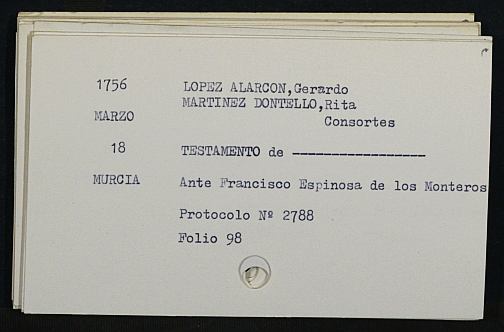 1756 LOPEZ ALARCON,Gerardo
MARTINEZ DONTELLO,Rita
MARZO Consortes
18 TESTAMENTO de -----------------
MURCIA Ante Francisco Espinosa de los Monteros
Protocolo Nº 2788
Folio 98